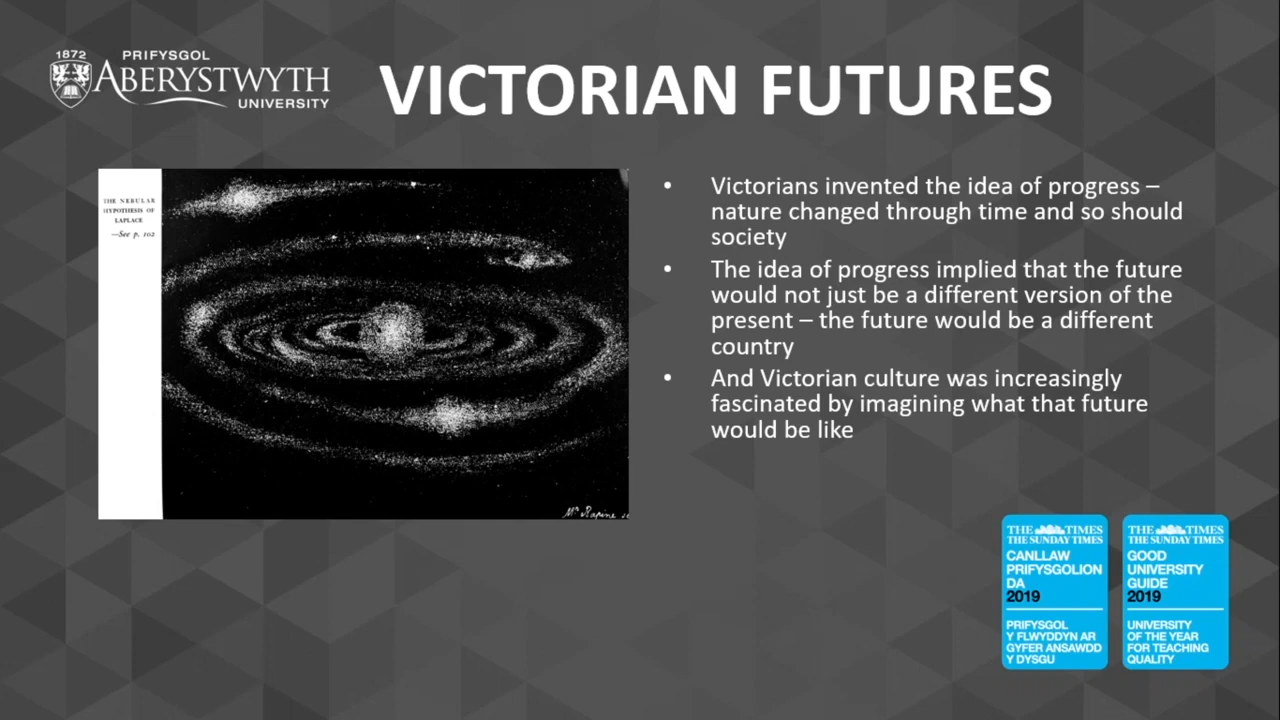 1872
PRIFYSGOL
ABERYSTWYTH
UNIVERSITY
VICTORIAN FUTURES
THE NEBULAR
HYPOTHESIS OF
LAPLACE
—See p. 102
• Victorians invented the idea of progress –
nature changed through time and so should
society
• The idea of progress implied that the future
would not just be a different version of the
present – the future would be a different
country
• And Victorian culture was increasingly
fascinated by imagining what that future
would be like
THE TIMES
THE SUNDAY TIMES
CANLLAW
PRIFYSGOLION
DA
2019
PRIFYSGOL
Y FLWYDDYN AR
GYFER ANSAWDD
Y DYSGU
THE TIMES
THE SUNDAY TIMES
GOOD
UNIVERSITY
GUIDE
2019
UNIVERSITY
OF THE YEAR
FOR TEACHING
QUALITY